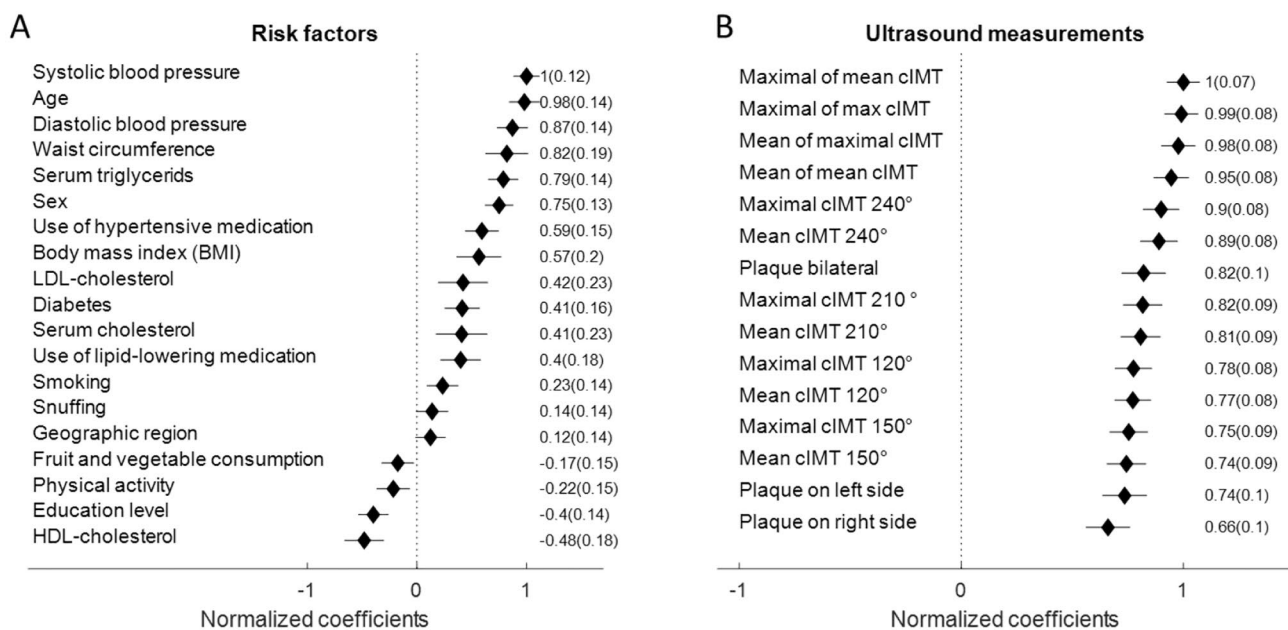 A
Risk factors
Systolic blood pressure 1(0.12)
Age 0.98(0.14)
Diastolic blood pressure 0.87(0.14)
Waist circumference 0.82(0.19)
Serum triglycerids 0.79(0.14)
Sex 0.75(0.13)
Use of hypertensive medication 0.59(0.15)
Body mass index (BMI) 0.57(0.2)
LDL-cholesterol 0.42(0.23)
Diabetes 0.41(0.16)
Serum cholesterol 0.41(0.23)
Use of lipid-lowering medication 0.4(0.18)
Smoking 0.23(0.14)
Snuffing 0.14(0.14)
Geographic region 0.12(0.14)
Fruit and vegetable consumption -0.17(0.15)
Physical activity -0.22(0.15)
Education level -0.4(0.14)
HDL-cholesterol -0.48(0.18)
-1 0 1
Normalized coefficients
B
Ultrasound measurements
Maximal of mean cIMT 1(0.07)
Maximal of max cIMT 0.99(0.08)
Mean of maximal cIMT 0.98(0.08)
Mean of mean cIMT 0.95(0.08)
Maximal cIMT 240° 0.9(0.08)
Mean cIMT 240° 0.89(0.08)
Plaque bilateral 0.82(0.1)
Maximal cIMT 210 ° 0.82(0.09)
Mean cIMT 210° 0.81(0.09)
Maximal cIMT 120° 0.78(0.08)
Mean cIMT 120° 0.77(0.08)
Maximal cIMT 150° 0.75(0.09)
Mean cIMT 150° 0.74(0.09)
Plaque on left side 0.74(0.1)
Plaque on right side 0.66(0.1)
-1 0 1
Normalized coefficients